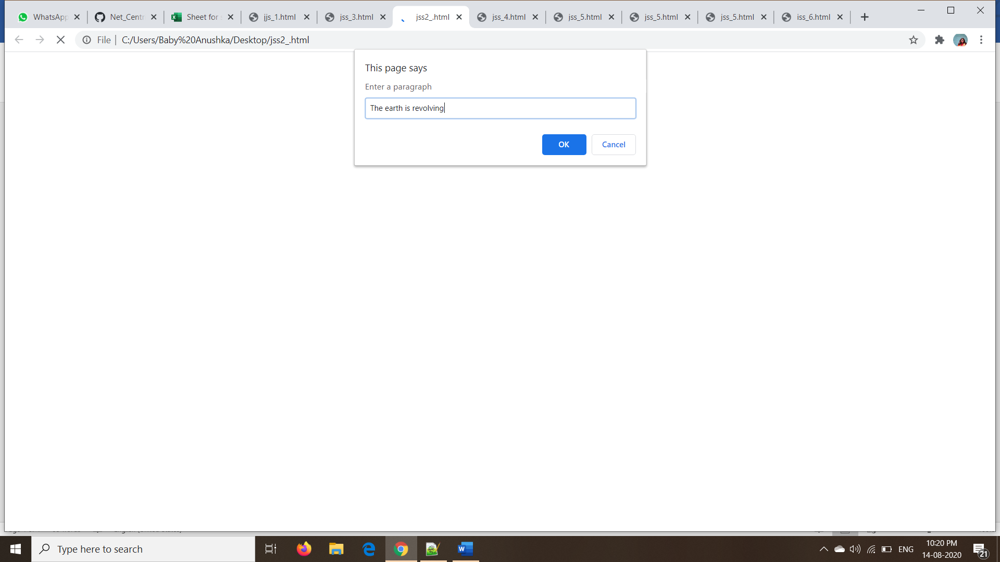 WhatsApp
Net_Centr
Sheet for
jjs_1.html
jss_3.html
jss2_.html
jss_4.html
jss_5.html
jss_5.html
jss_5.html
jss_6.html
File
C:/Users/Baby%20Anushka/Desktop/jss2_.html
This page says
Enter a paragraph
The earth is revolving
OK
Cancel
Type here to search
ENG
10:20 PM
14-08-2020
21